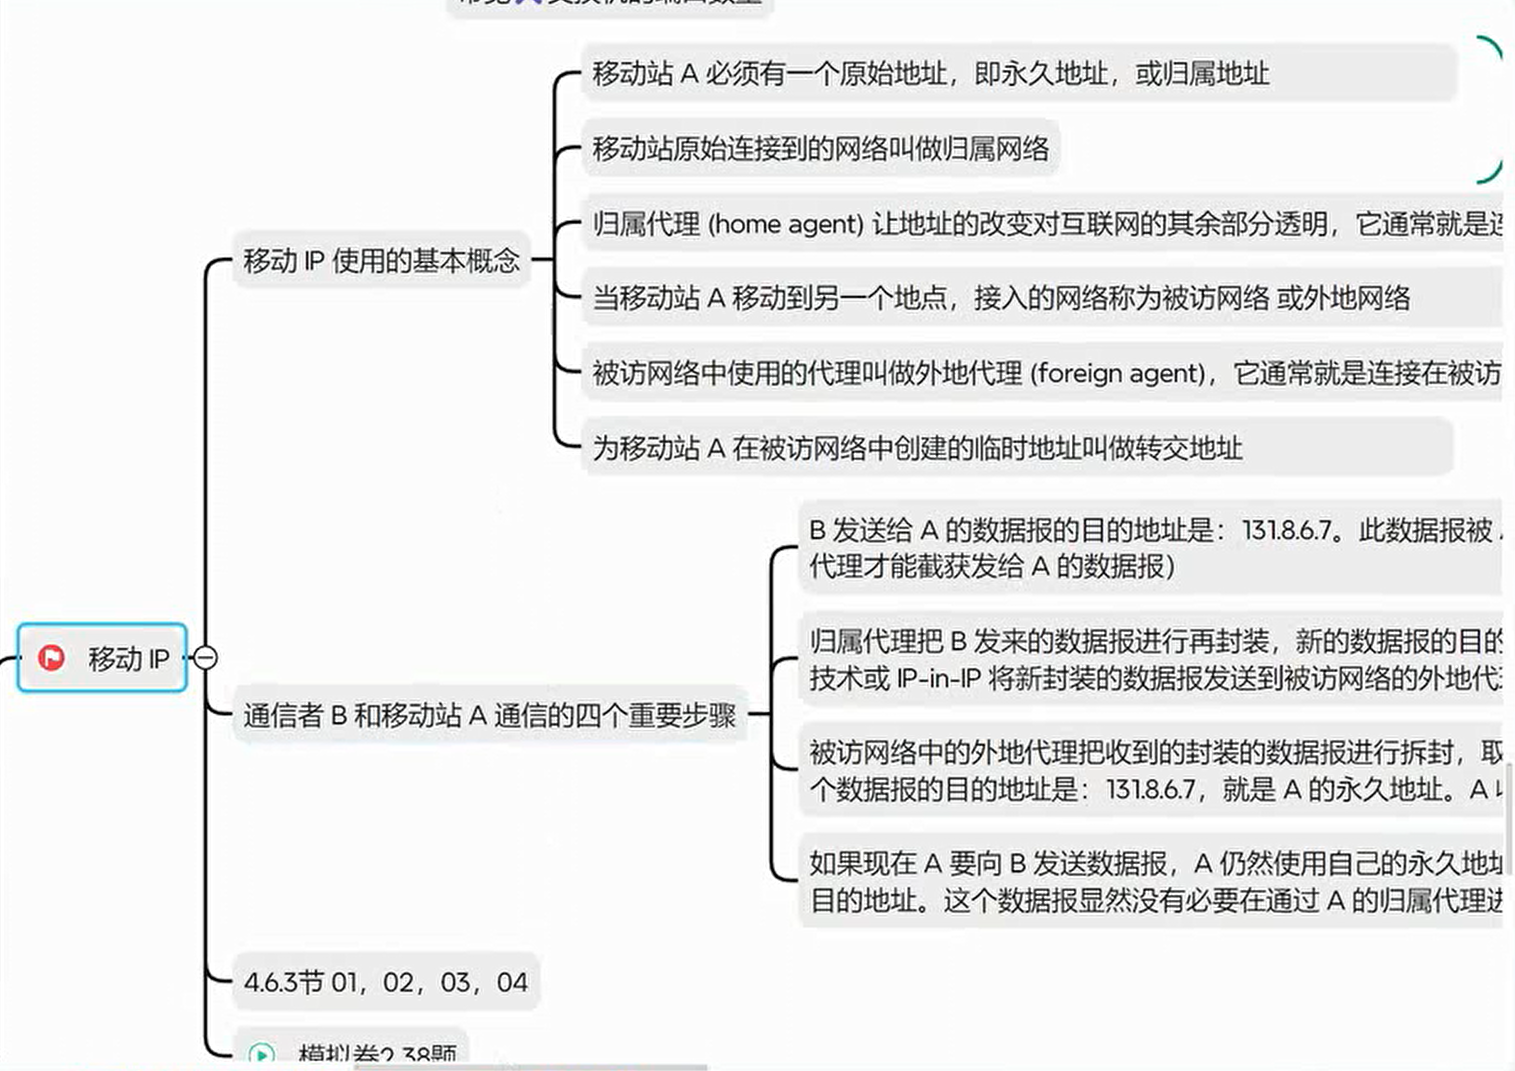 移动站 A 必须有一个原始地址，即永久地址，或归属地址
移动站原始连接到的网络叫做归属网络
归属代理 (home agent) 让地址的改变对互联网的其余部分透明，它通常就是连
移动 IP 使用的基本概念
当移动站 A 移动到另一个地点，接入的网络称为被访网络 或外地网络
被访网络中使用的代理叫做外地代理 (foreign agent)，它通常就是连接在被访
为移动站 A 在被访网络中创建的临时地址叫做转交地址
B 发送给 A 的数据报的目的地址是：131.8.6.7。此数据报被
代理才能截获发给 A 的数据报）
移动 IP
归属代理把 B 发来的数据报进行再封装，新的数据报的目的
技术或 IP-in-IP 将新封装的数据报发送到被访网络的外地代
通信者 B 和移动站 A 通信的四个重要步骤
被访网络中的外地代理把收到的封装的数据报进行拆封，取
个数据报的目的地址是：131.8.6.7，就是 A 的永久地址。A
如果现在 A 要向 B 发送数据报，A 仍然使用自己的永久地址
目的地址。这个数据报显然没有必要在通过 A 的归属代理进
4.6.3节 01，02，03，04
模拟卷2 38题